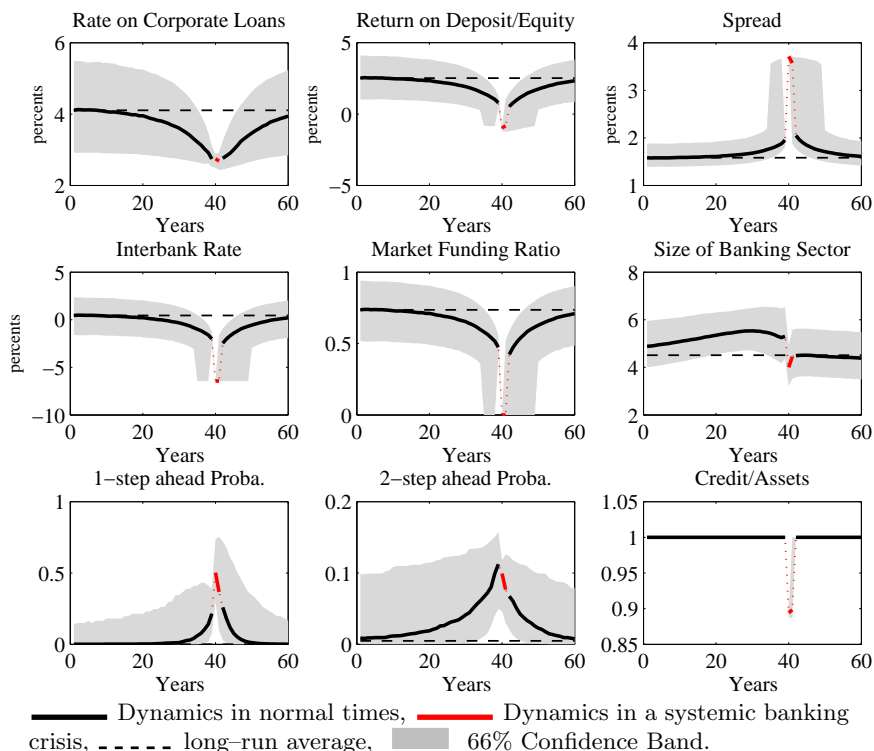 Rate on Corporate Loans
Return on Deposit/Equity
Spread
percents
6
4
2
0 20 40 60
Years
percents
5
0
−5
0 20 40 60
Years
percents
4
3
2
1
0 20 40 60
Years
Interbank Rate
Market Funding Ratio
Size of Banking Sector
percents
5
0
−5
−10
0 20 40 60
Years
1
0.5
0
0 20 40 60
Years
8
6
4
2
0 20 40 60
Years
1−step ahead Proba.
2−step ahead Proba.
Credit/Assets
1
0.5
0
0 20 40 60
Years
0.2
0.1
0
0 20 40 60
Years
1.05
1
0.95
0.9
0.85
0 20 40 60
Years
Dynamics in normal times, Dynamics in a systemic banking
crisis, long–run average, 66% Confidence Band.